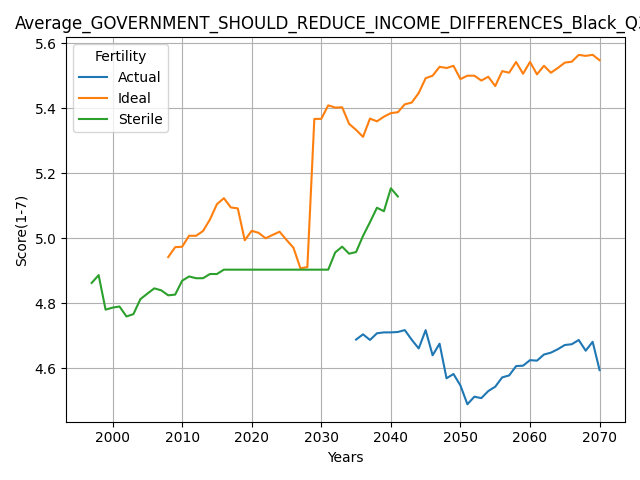 Average_GOVERNMENT_SHOULD_REDUCE_INCOME_DIFFERENCES_Black_Q
Fertility
Actual
Ideal
Sterile
Score(1-7)
5.6
5.4
5.2
5.0
4.8
4.6
2000 2010 2020 2030 2040 2050 2060 2070
Years